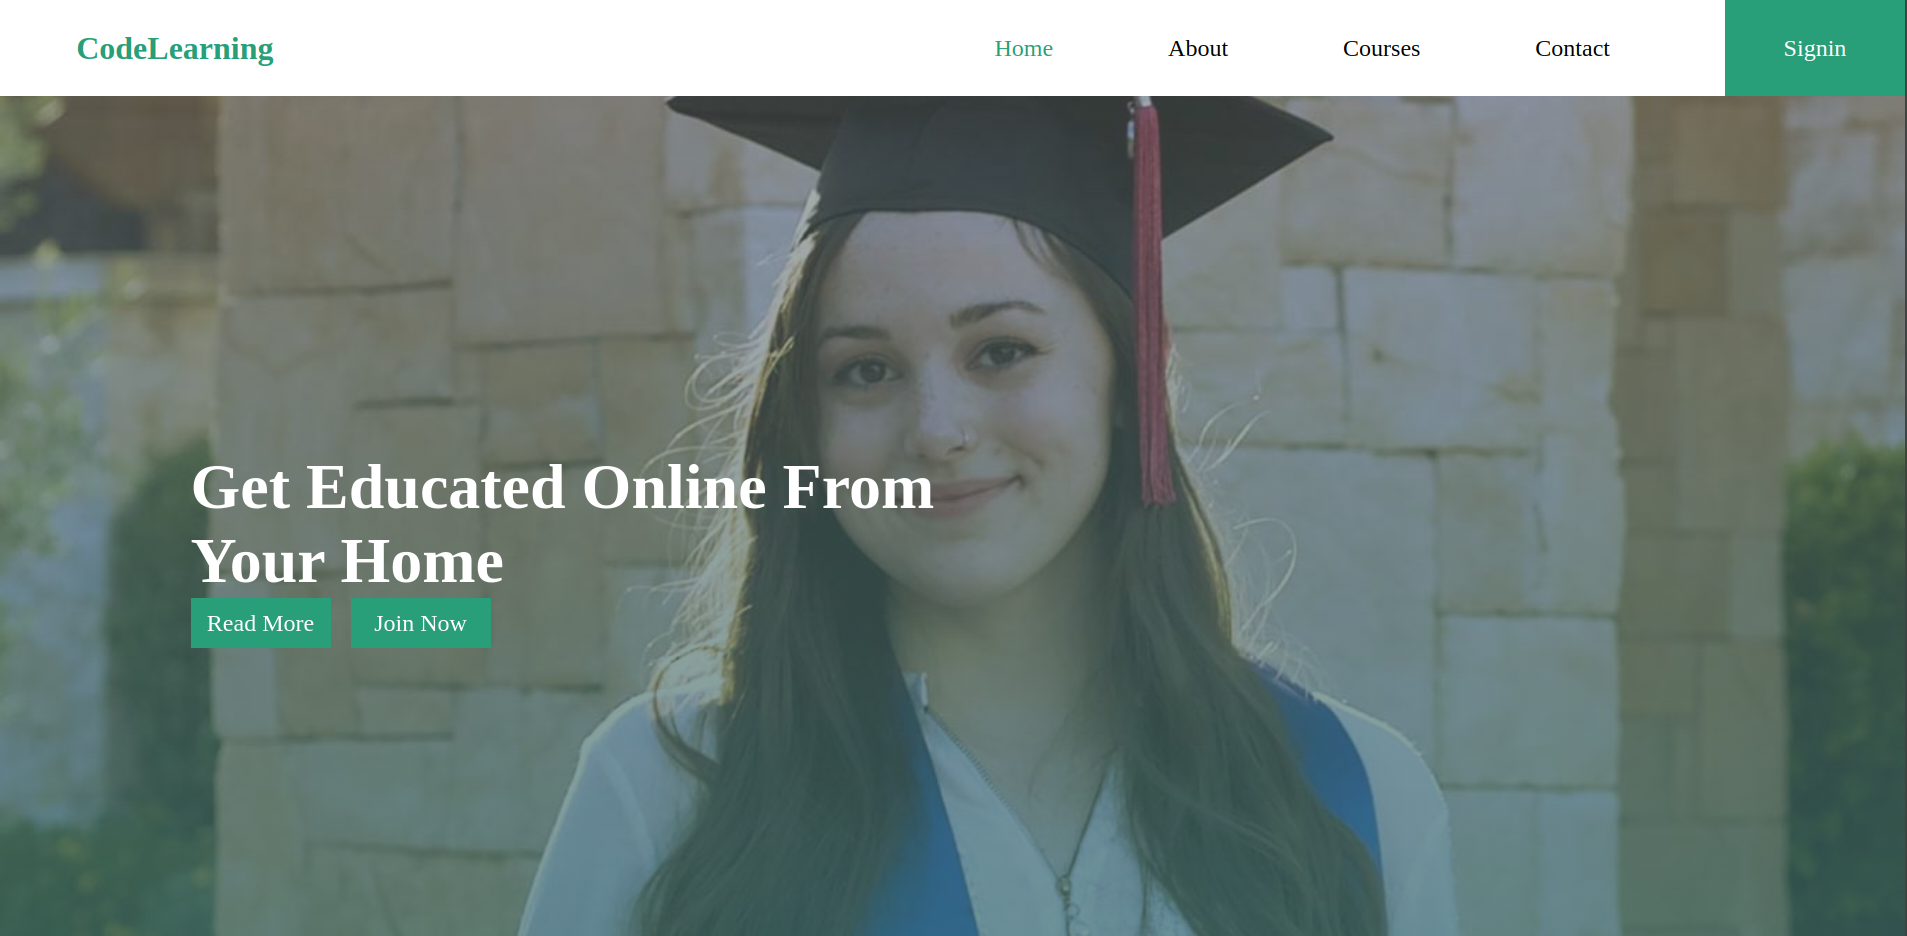 CodeLearning
Home
About
Courses
Contact
Signin
Get Educated Online From
Your Home
Read More
Join Now